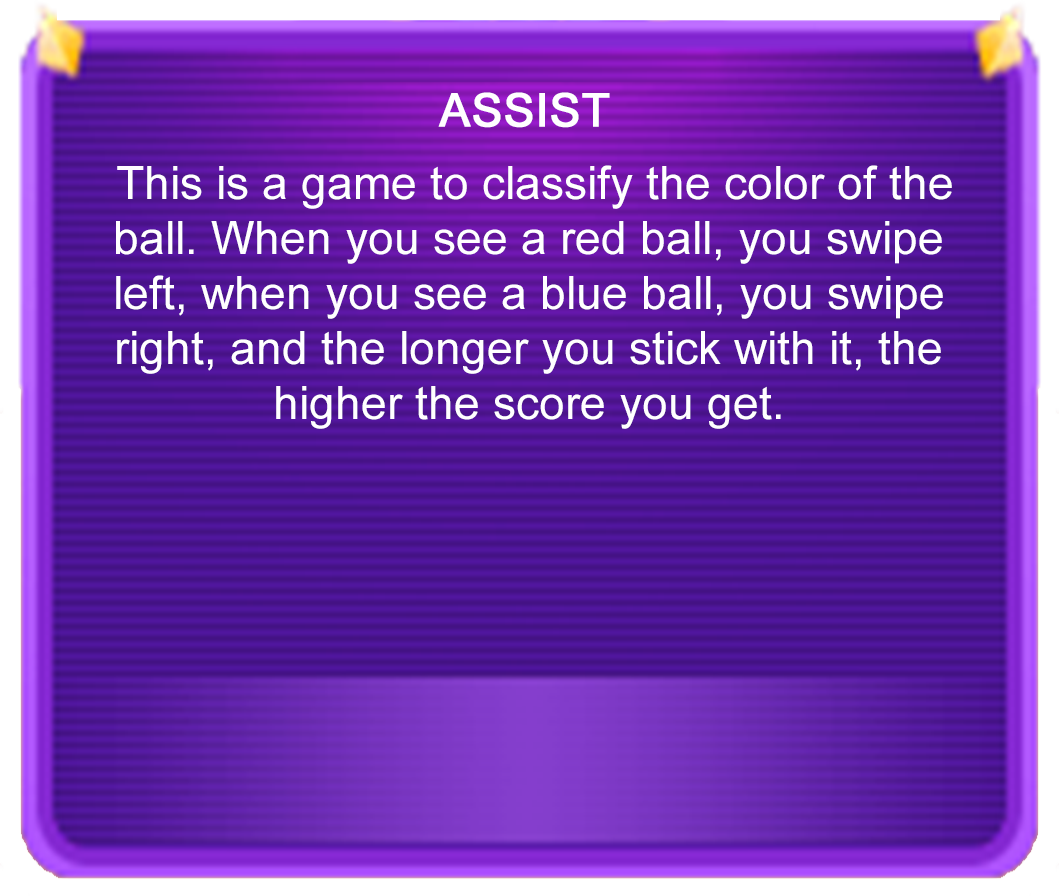 ASSIST
This is a game to classify the color of the
ball. When you see a red ball, you swipe
left, when you see a blue ball, you swipe
right, and the longer you stick with it, the
higher the score you get.